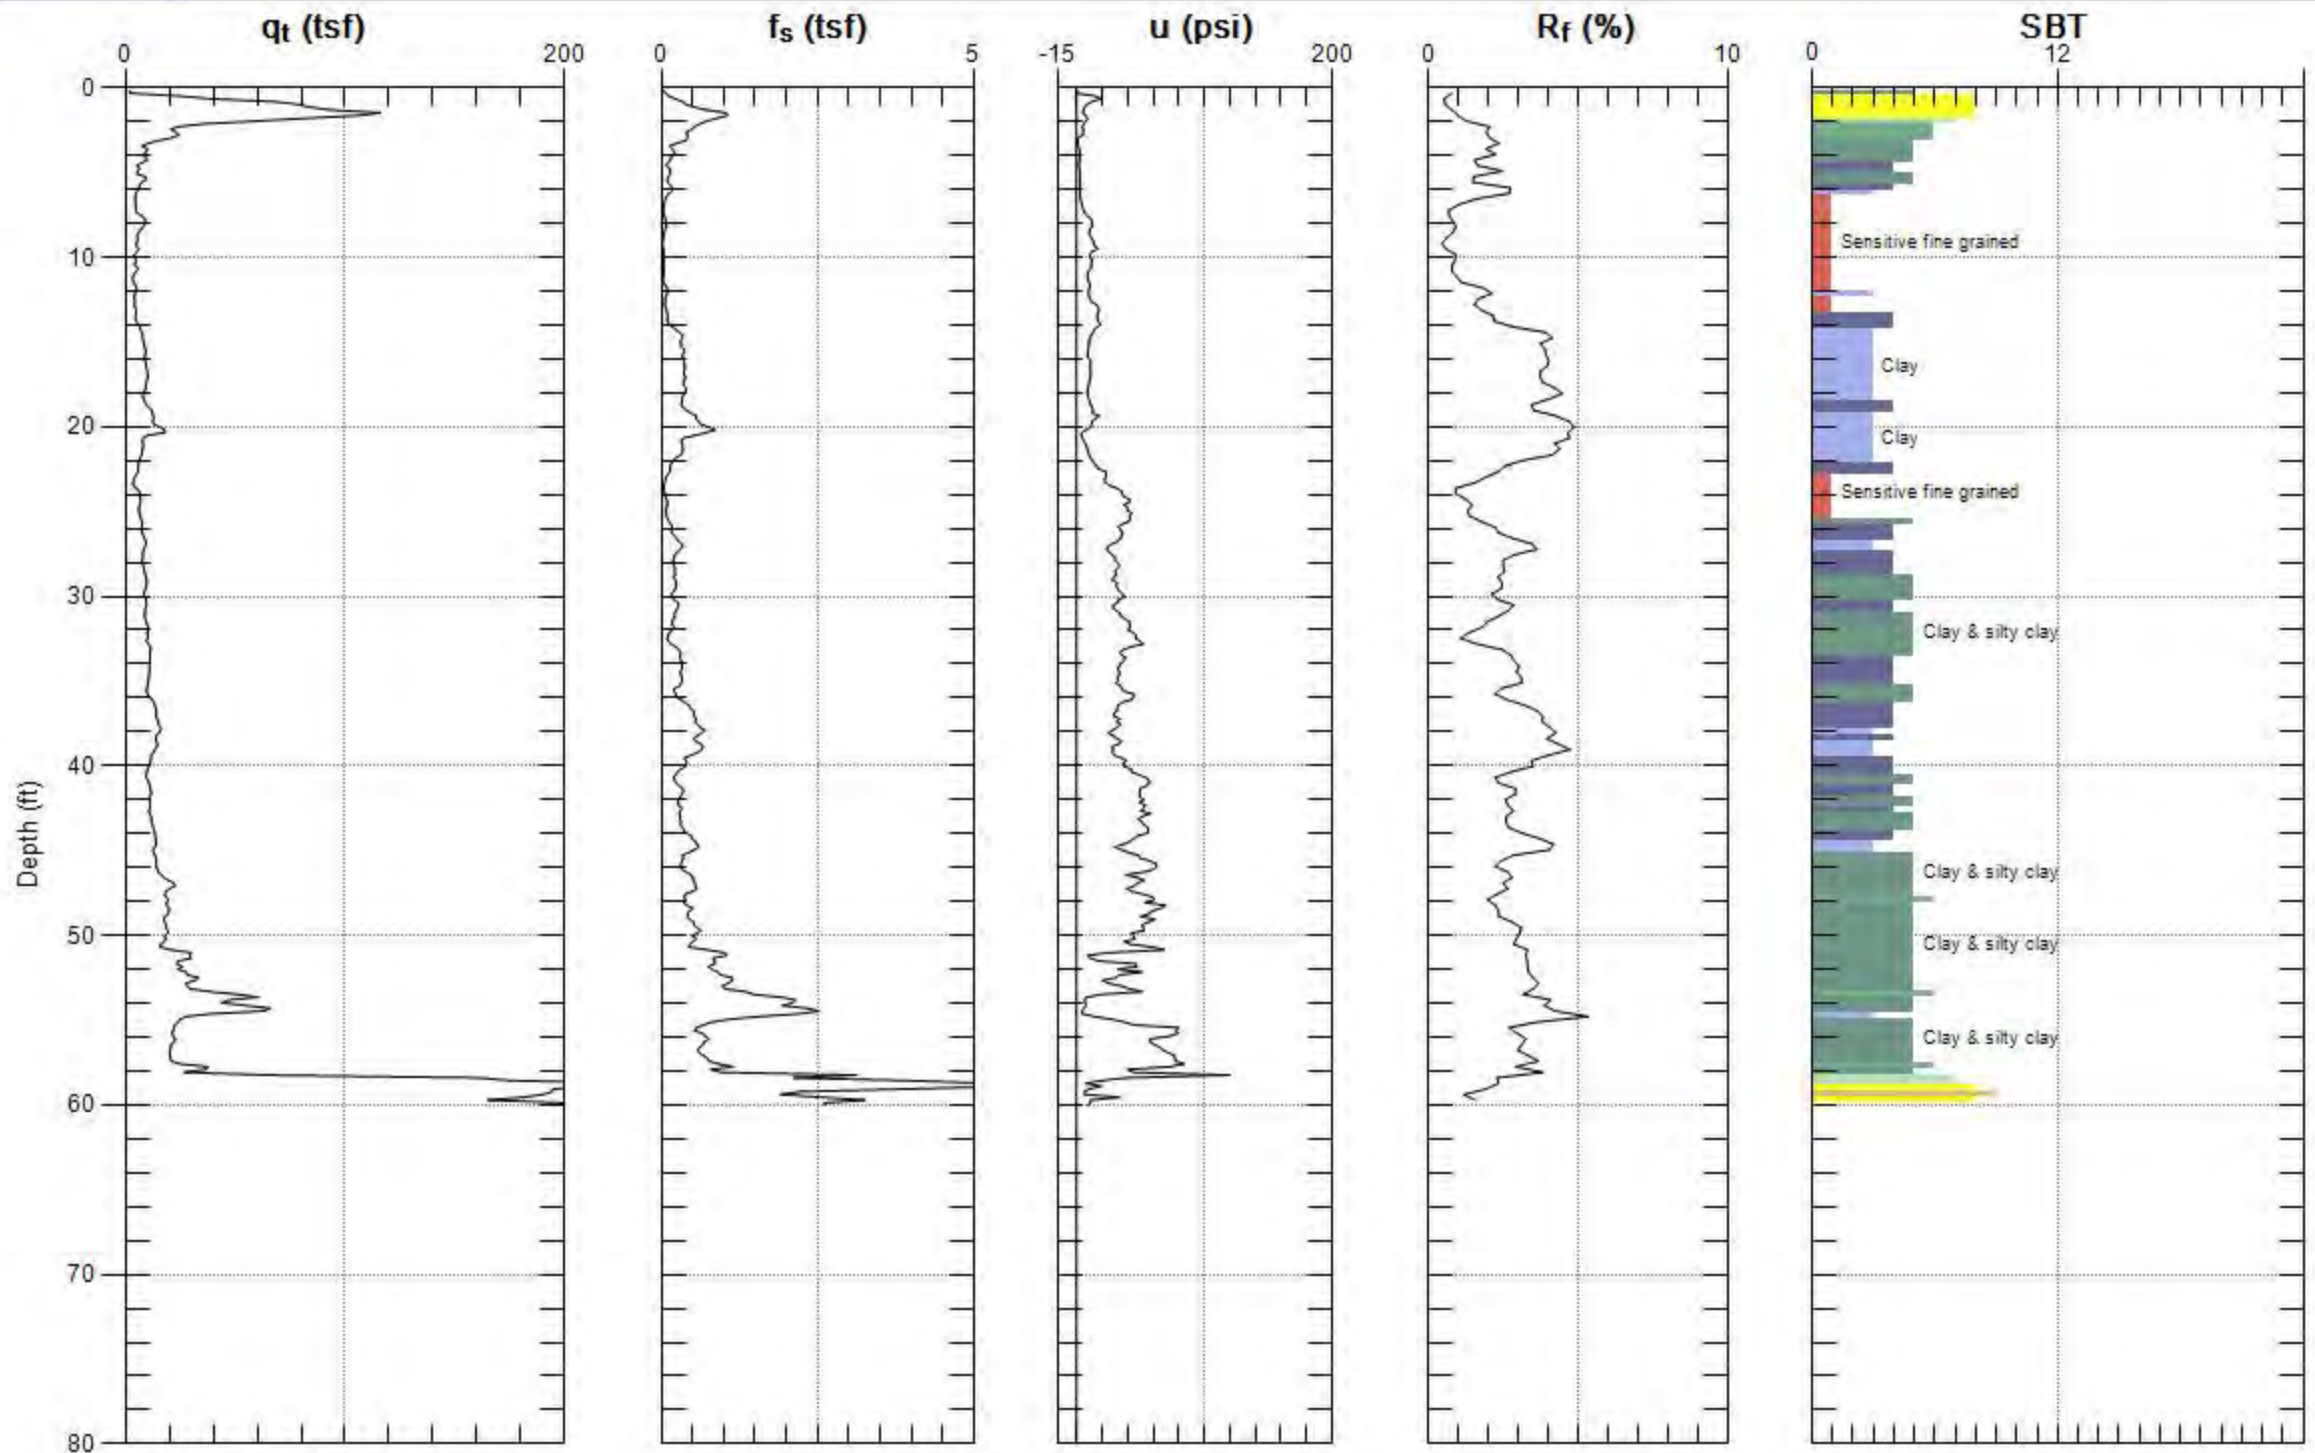 qt (tsf)
fs (tsf)
u (psi)
Rf (%)
SBT
0
200
0
5
-15
200
0
10
0
12
0
10
20
30
40
50
60
70
80
Depth (ft)
Sensitive fine grained
Clay
Clay
Sensitive fine grained
Clay & silty clay
Clay & silty clay
Clay & silty clay
Clay & silty clay